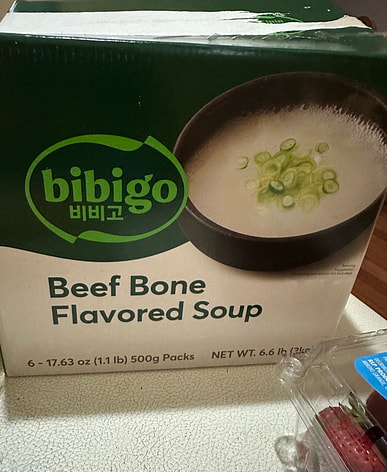 bibigo
비비고
Beef Bone
Flavored Soup
6 - 17.63 oz (1.1 lb) 500g Packs NET WT. 6.6 lb (3kg